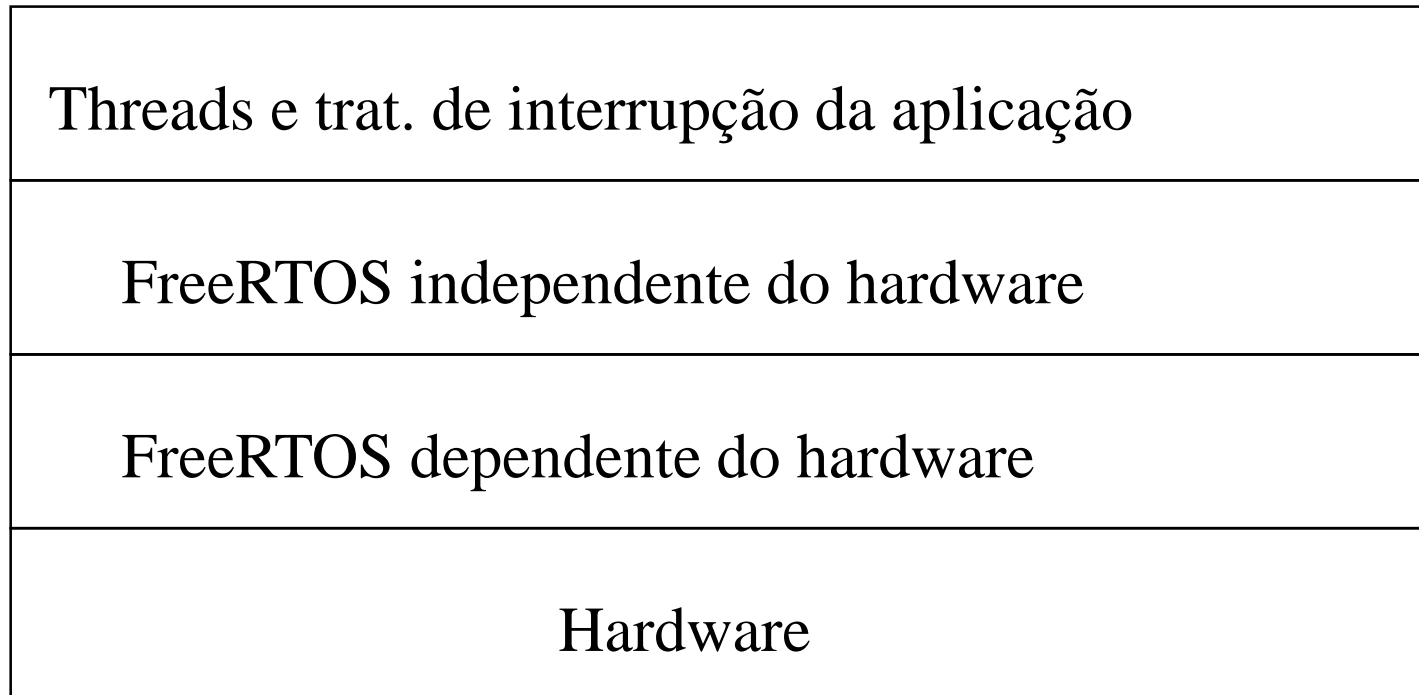 Threads e trat. de interrupção da aplicação
FreeRTOS independente do hardware
FreeRTOS dependente do hardware
Hardware